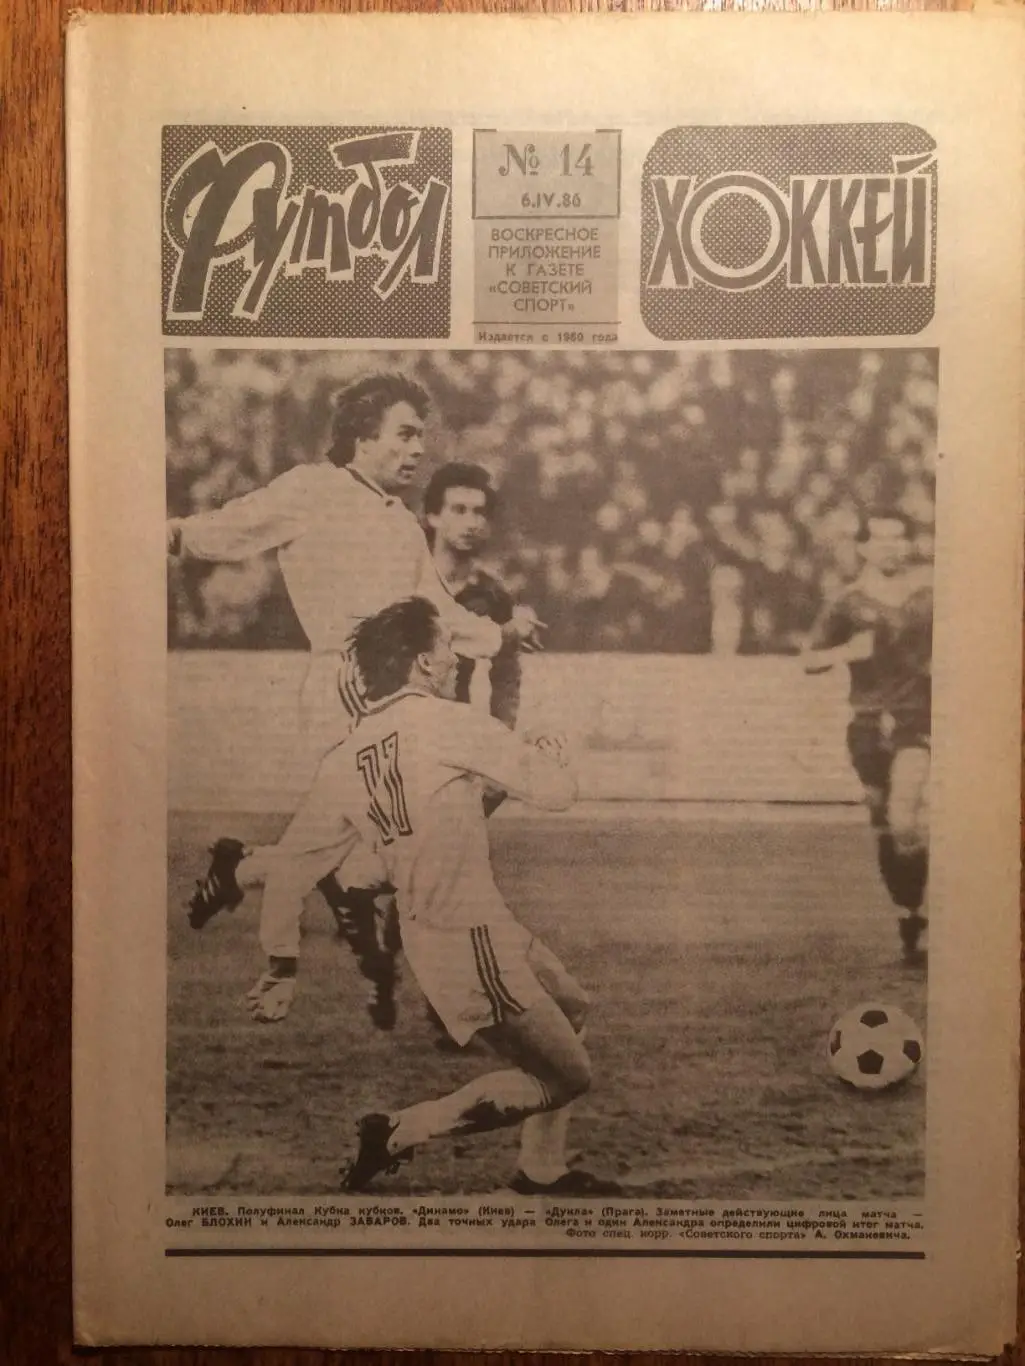 Футбол
№ 14
6.IV.86
ВОСКРЕСНОЕ
ПРИЛОЖЕНИЕ
К ГАЗЕТЕ
«СОВЕТСКИЙ
СПОРТ»
Издается с 1960 года
ХОККЕЙ
11
КИЕВ. Полуфинал Кубка кубков. «Динамо» (Киев) — «Дукла» (Прага). Заметные действующие лица матча —
Олег БЛОХИН и Александр ЗАВАРОВ. Два точных удара Олега и один Александра определили цифровой итог матча.
Фото спец. корр. «Советского спорта» А. Охмакевича.